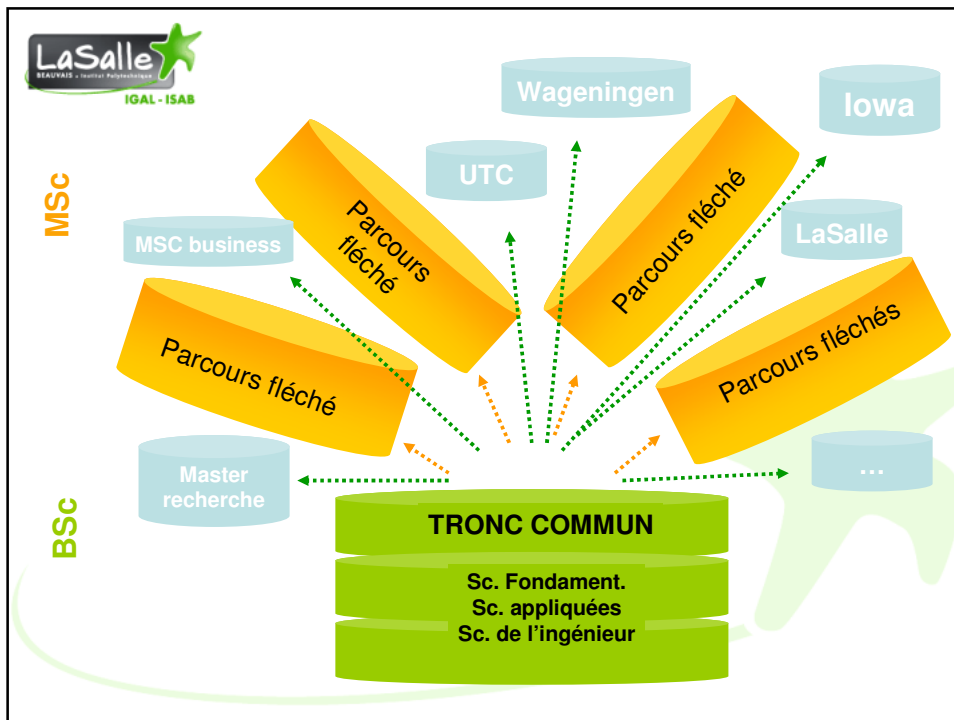 LaSalle
BEAUVAIS • Institut Polytechnique
IGAL - ISAB
Wageningen
Iowa
UTC
MSc
Parcours
fléché
Parcours fléché
MSC business
LaSalle
Parcours fléché
Parcours fléchés
Master
recherche
...
BSc
TRONC COMMUN
Sc. Fondament.
Sc. appliquées
Sc. de l'ingénieur